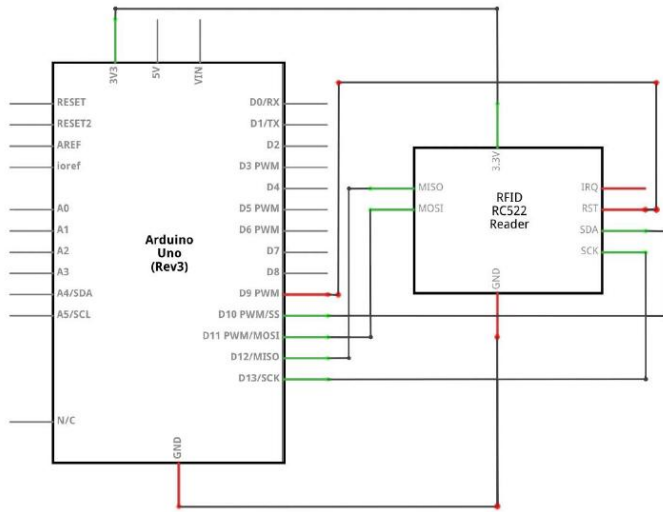 3V3
5V
VIN
RESET
RESET2
AREF
ioref
A0
A1
A2
A3
A4/SDA
A5/SCL
N/C
Arduino
Uno
(Rev3)
D0/RX
D1/TX
D2
D3 PWM
D4
D5 PWM
D6 PWM
D7
D8
D9 PWM
D10 PWM/SS
D11 PWM/MOSI
D12/MISO
D13/SCK
GND
3.3V
MISO
MOSI
RFID
RC522
Reader
IRQ
RST
SDA
SCK
GND